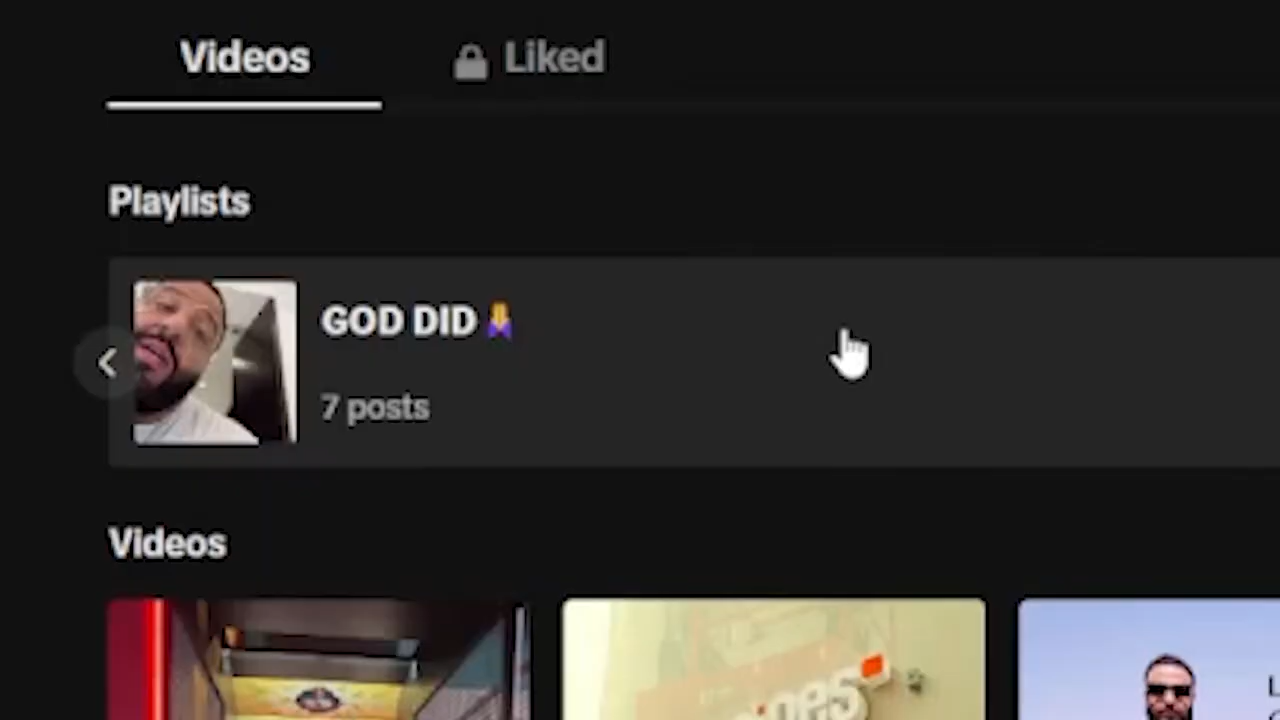 Videos
Liked
Playlists
GOD DID🙏
7 posts
Videos